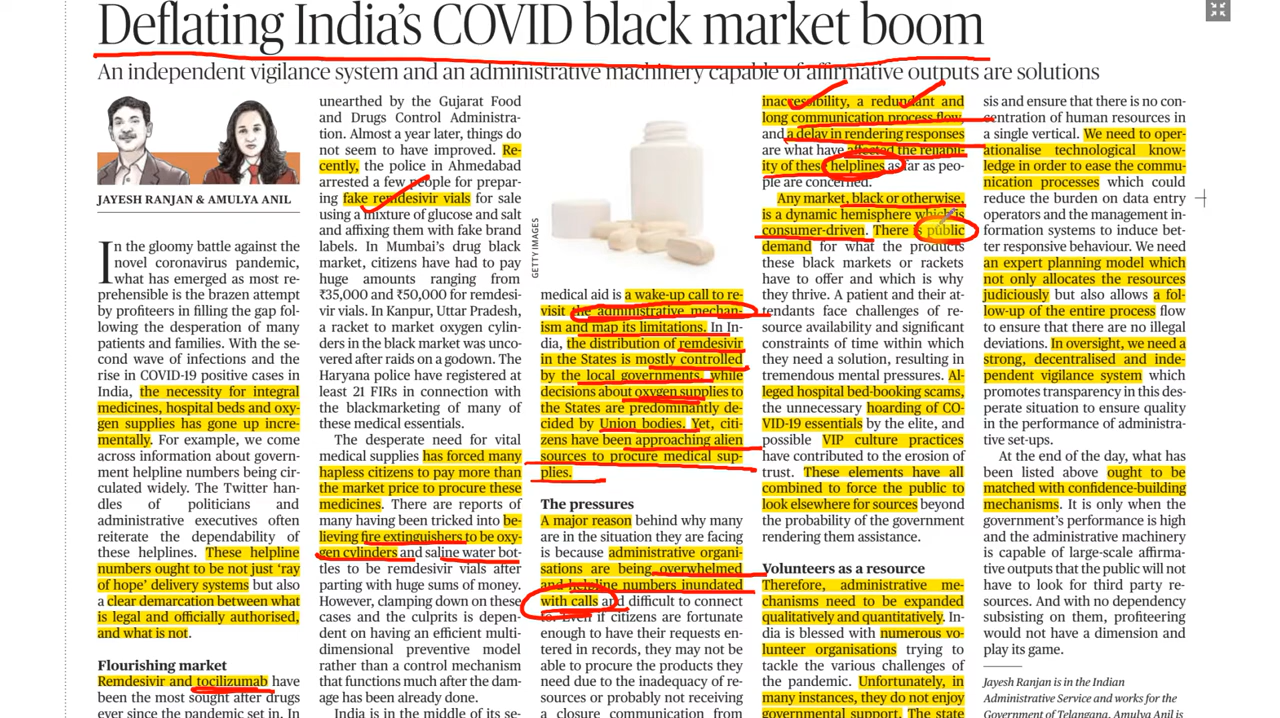 Deflating India's COVID black market boom
An independent vigilance system and an administrative machinery capable of affirmative outputs are solutions
JAYESH RANJAN & AMULYA ANIL
In the gloomy battle against the
novel coronavirus pandemic,
what has emerged as most re-
prehensible is the brazen attempt
by profiteers in filling the gap fol-
lowing the desperation of many
patients and families. With the
second wave of infections and the
rise in COVID-19 positive cases in
India, the necessity for integral
medicines, hospital beds and oxy-
gen supplies has gone up incre-
mentally. For example, we come
across information about govern-
ment helpline numbers being cir-
culated widely. The Twitter han-
dles of politicians and
administrative executives often
reiterate the dependability of
these helplines. These helpline
numbers ought to be not just 'ray
of hope' delivery systems but also
a clear demarcation between what
is legal and officially authorised,
and what is not.
Flourishing market
Remdesivir and tocilizumab have
been the most sought after drugs
ever since the pandemic set in. In
unearthed by the Gujarat Food
and Drugs Control Administra-
tion. Almost a year later, things do
not seem to have improved. Re-
cently, the police in Ahmedabad
arrested a few people for prepar-
ing fake remdesivir vials for sale
using a mixture of glucose and salt
and affixing them with fake brand
labels. In Mumbai's drug black
market, citizens have had to pay
huge amounts ranging from
₹35,000 and ₹50,000 for remdesi-
vir vials. In Kanpur, Uttar Pradesh,
a racket to market oxygen cylin-
ders in the black market was unco-
vered after raids on a godown. The
Haryana police have registered at
least 21 FIRs in connection with
the blackmarketing of many of
these medical essentials.
The desperate need for vital
medical supplies has forced many
hapless citizens to pay more than
the market price to procure these
medicines. There are reports of
many having been tricked into be-
lieving fire extinguishers to be oxy-
gen cylinders and saline water bot-
tles to be remdesivir vials after
parting with huge sums of money.
However, clamping down on these
cases and the culprits is depen-
dent on having an efficient multi-
dimensional preventive model
rather than a control mechanism
that functions much after the dam-
age has been already done.
India is in the middle of its se-
GETTY IMAGES
medical aid is a wake-up call to re-
visit the administrative mechan-
ism and map its limitations. In In-
dia, the distribution of remdesivir
in the States is mostly controlled
by the local governments, while
decisions about oxygen supplies to
the States are predominantly de-
cided by Union bodies. Yet, citi-
zens have been approaching alien
sources to procure medical sup-
plies.
The pressures
A major reason behind why many
are in the situation they are facing
is because administrative organi-
sations are being overwhelmed
and helpline numbers inundated
with calls and difficult to connect
to. Even if citizens are fortunate
enough to have their requests en-
tered in records, they may not be
able to procure the products they
need due to the inadequacy of re-
sources or probably not receiving
a closure communication from
inaccessibility, a redundant and
long communication process flow,
and a delay in rendering responses
are what have affected the reliabil-
ity of these helplines as far as peo-
ple are concerned.
Any market, black or otherwise,
is a dynamic hemisphere which is
consumer-driven. There is public
demand for what the products
these black markets or rackets
have to offer and which is why
they thrive. A patient and their at-
tendants face challenges of re-
source availability and significant
constraints of time within which
they need a solution, resulting in
tremendous mental pressures. Al-
leged hospital bed-booking scams,
the unnecessary hoarding of CO-
VID-19 essentials by the elite, and
possible VIP culture practices
have contributed to the erosion of
trust. These elements have all
combined to force the public to
look elsewhere for sources beyond
the probability of the government
rendering them assistance.
Volunteers as a resource
Therefore, administrative me-
chanisms need to be expanded
qualitatively and quantitatively. In-
dia is blessed with numerous vo-
lunteer organisations trying to
tackle the various challenges of
the pandemic. Unfortunately, in
many instances, they do not enjoy
governmental support. The state
sis and ensure that there is no con-
centration of human resources in
a single vertical. We need to oper-
ationalise technological know-
ledge in order to ease the commu-
nication processes which could
reduce the burden on data entry
operators and the management in-
formation systems to induce bet-
ter responsive behaviour. We need
an expert planning model which
not only allocates the resources
judiciously but also allows a fol-
low-up of the entire process flow
to ensure that there are no illegal
deviations. In oversight, we need a
strong, decentralised and inde-
pendent vigilance system which
promotes transparency in this des-
perate situation to ensure quality
in the performance of administra-
tive set-ups.
At the end of the day, what has
been listed above ought to be
matched with confidence-building
mechanisms. It is only when the
government's performance is high
and the administrative machinery
is capable of large-scale affirma-
tive outputs that the public will not
have to look for third party re-
sources. And with no dependency
subsisting on them, profiteering
would not have a dimension and
play its game.
Jayesh Ranjan is in the Indian
Administrative Service and works for the
Government of Telangana. Amulya Anil is